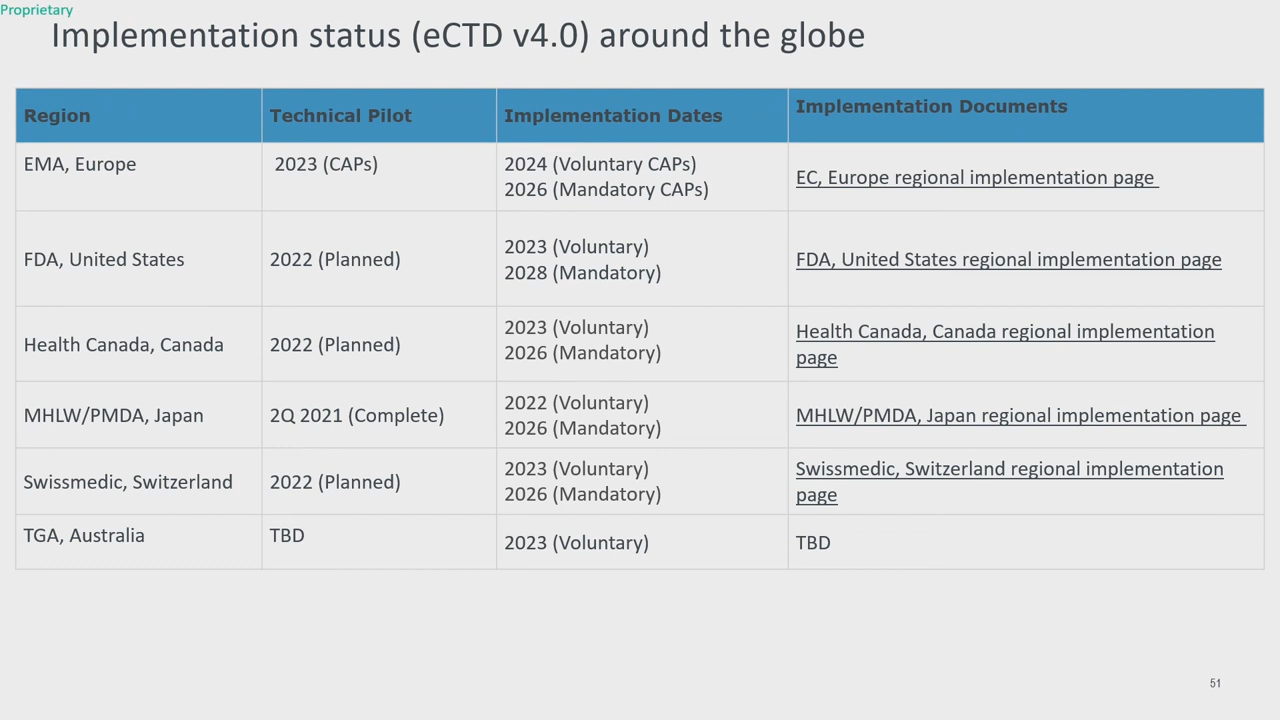 Proprietary
Implementation status (eCTD v4.0) around the globe
Region
Technical Pilot
Implementation Dates
Implementation Documents
EMA, Europe
2023 (CAPs)
2024 (Voluntary CAPs)
2026 (Mandatory CAPs)
EC, Europe regional implementation page
FDA, United States
2022 (Planned)
2023 (Voluntary)
2028 (Mandatory)
FDA, United States regional implementation page
Health Canada, Canada
2022 (Planned)
2023 (Voluntary)
2026 (Mandatory)
Health Canada, Canada regional implementation
page
MHLW/PMDA, Japan
2Q 2021 (Complete)
2022 (Voluntary)
2026 (Mandatory)
MHLW/PMDA, Japan regional implementation page
Swissmedic, Switzerland
2022 (Planned)
2023 (Voluntary)
2026 (Mandatory)
Swissmedic, Switzerland regional implementation
page
TGA, Australia
TBD
2023 (Voluntary)
TBD
51